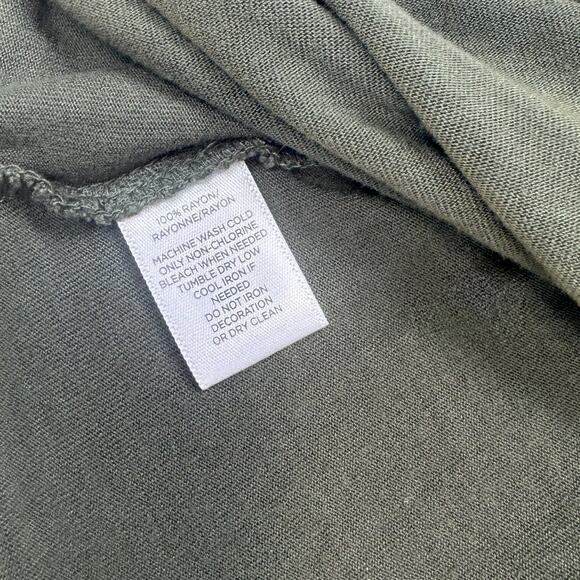 100% RAYON/
RAYONNE/RAYON
MACHINE WASH COLD
ONLY NON-CHLORINE
BLEACH WHEN NEEDED
TUMBLE DRY LOW
COOL IRON IF
NEEDED
DO NOT IRON
DECORATION
OR DRY CLEAN